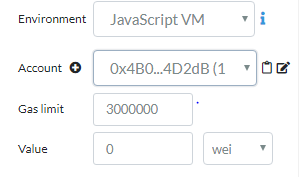 Environment JavaScript VM
Account 0x4B0...4D2dB (1
Gas limit 3000000
Value 0 wei